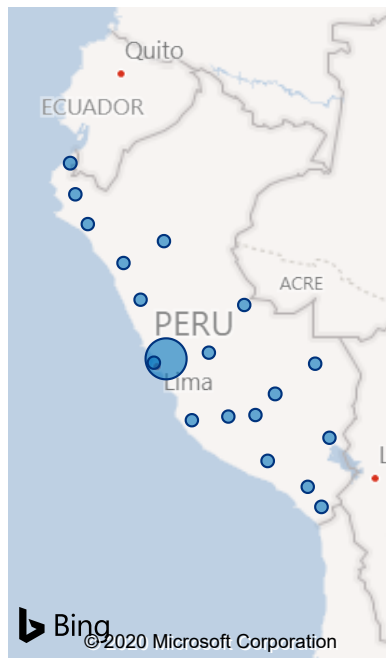 Quito
ECUADOR
ACRE
PERU
Lima
L
Bing
© 2020 Microsoft Corporation